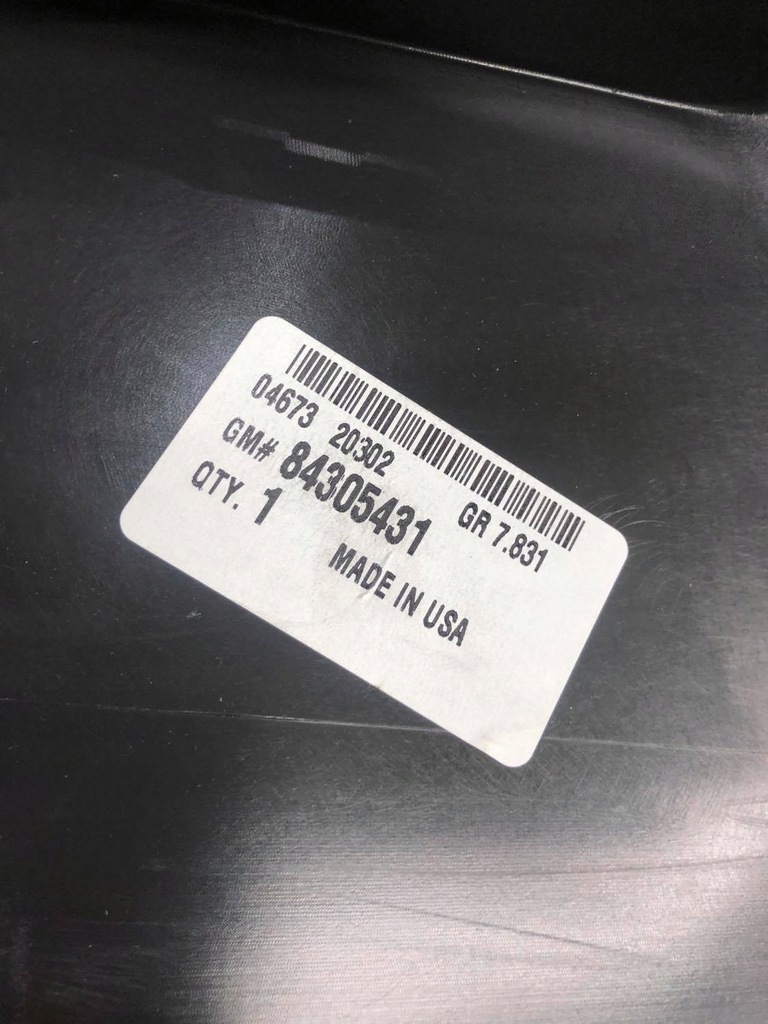 04673 20302 GR 7.831
GM# 84305431
QTY. 1
MADE IN USA